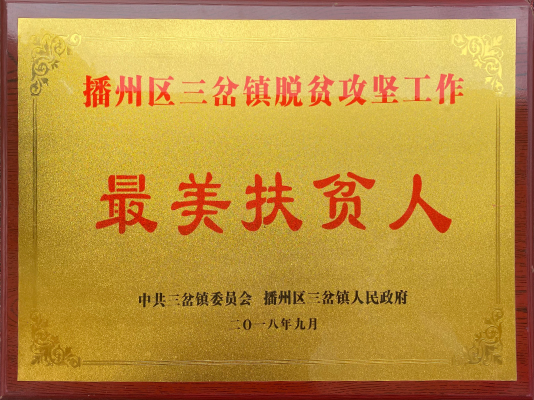 播州区三岔镇脱贫攻坚工作
最美扶贫人
中共三岔镇委员会 播州区三岔镇人民政府
二〇一八年九月